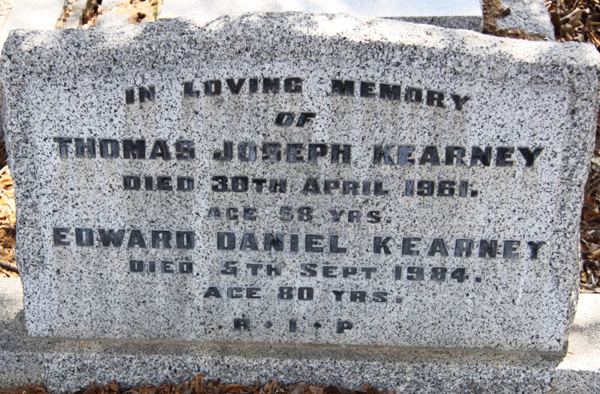 IN LOVING MEMORY
OF
THOMAS JOSEPH KEARNEY
DIED 30TH APRIL 1961.
AGE 58 YRS.
EDWARD DANIEL KEARNEY
DIED 5TH SEPT 1984.
AGE 80 YRS.
.R.I.P